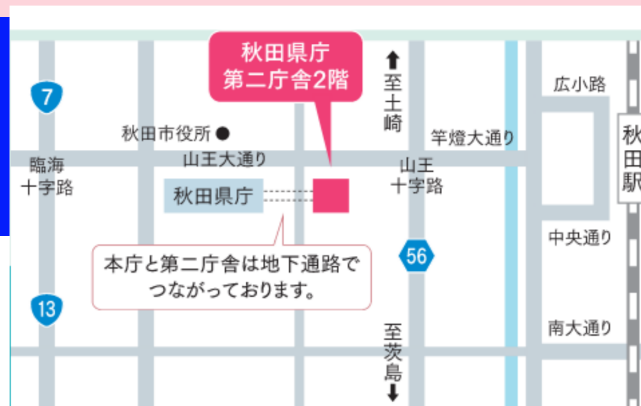 秋田県庁
第二庁舎2階
至土崎
広小路
7
秋田市役所
竿燈大通り
山王大通り
臨海
十字路
山王
十字路
秋田駅
秋田県庁
中央通り
本庁と第二庁舎は地下通路で
つながっております。
56
13
南大通り
至茨島